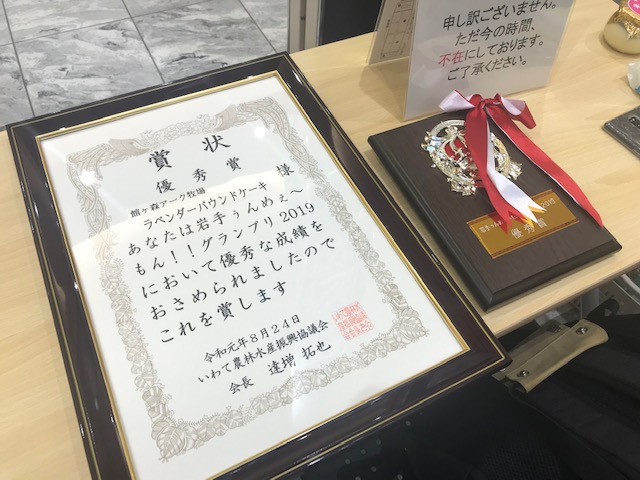 賞状
優秀賞
館ヶ森アーク牧場
ラベンダーパウンドケーキ 様
あなたは岩手ぅんめぇ～
もん！！グランプリ2019
において優秀な成績を
おさめられましたので
これを賞します
令和元年8月24日
いわて農林水産振興協議会
会長 達増 拓也
申し訳ございません。
ただ今の時間、
不在にしております。
ご了承ください。
優秀賞